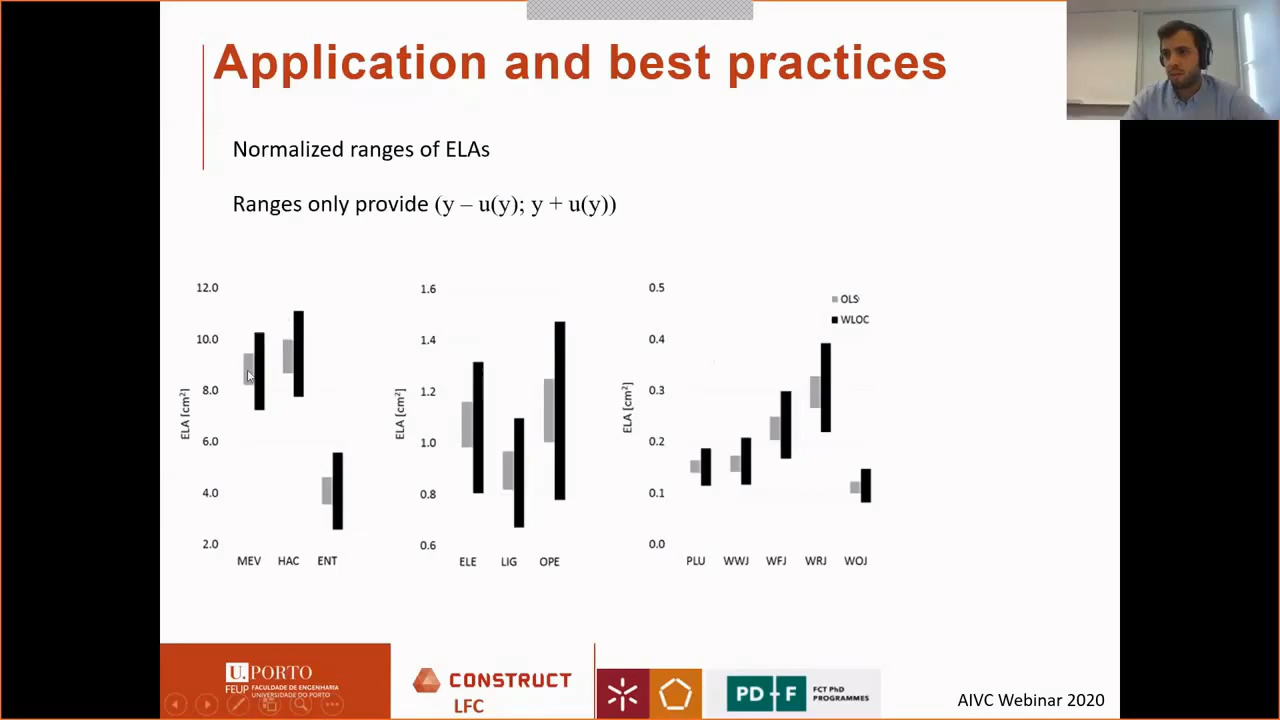 Application and best practices
Normalized ranges of ELAs
Ranges only provide (y – u(y); y + u(y))
12.0
10.0
8.0
6.0
4.0
2.0
ELA [cm²]
MEV HAC ENT
1.6
1.4
1.2
1.0
0.8
0.6
ELA [cm²]
ELE LIG OPE
0.5
0.4
0.3
0.2
0.1
0.0
ELA [cm²]
OLS
WLOC
PLU WWJ WFJ WRJ WOJ
U. PORTO
FEUP FACULDADE DE ENGENHARIA
UNIVERSIDADE DO PORTO
CONSTRUCT
LFC
PD+F
FCT PhD
PROGRAMMES
AIVC Webinar 2020